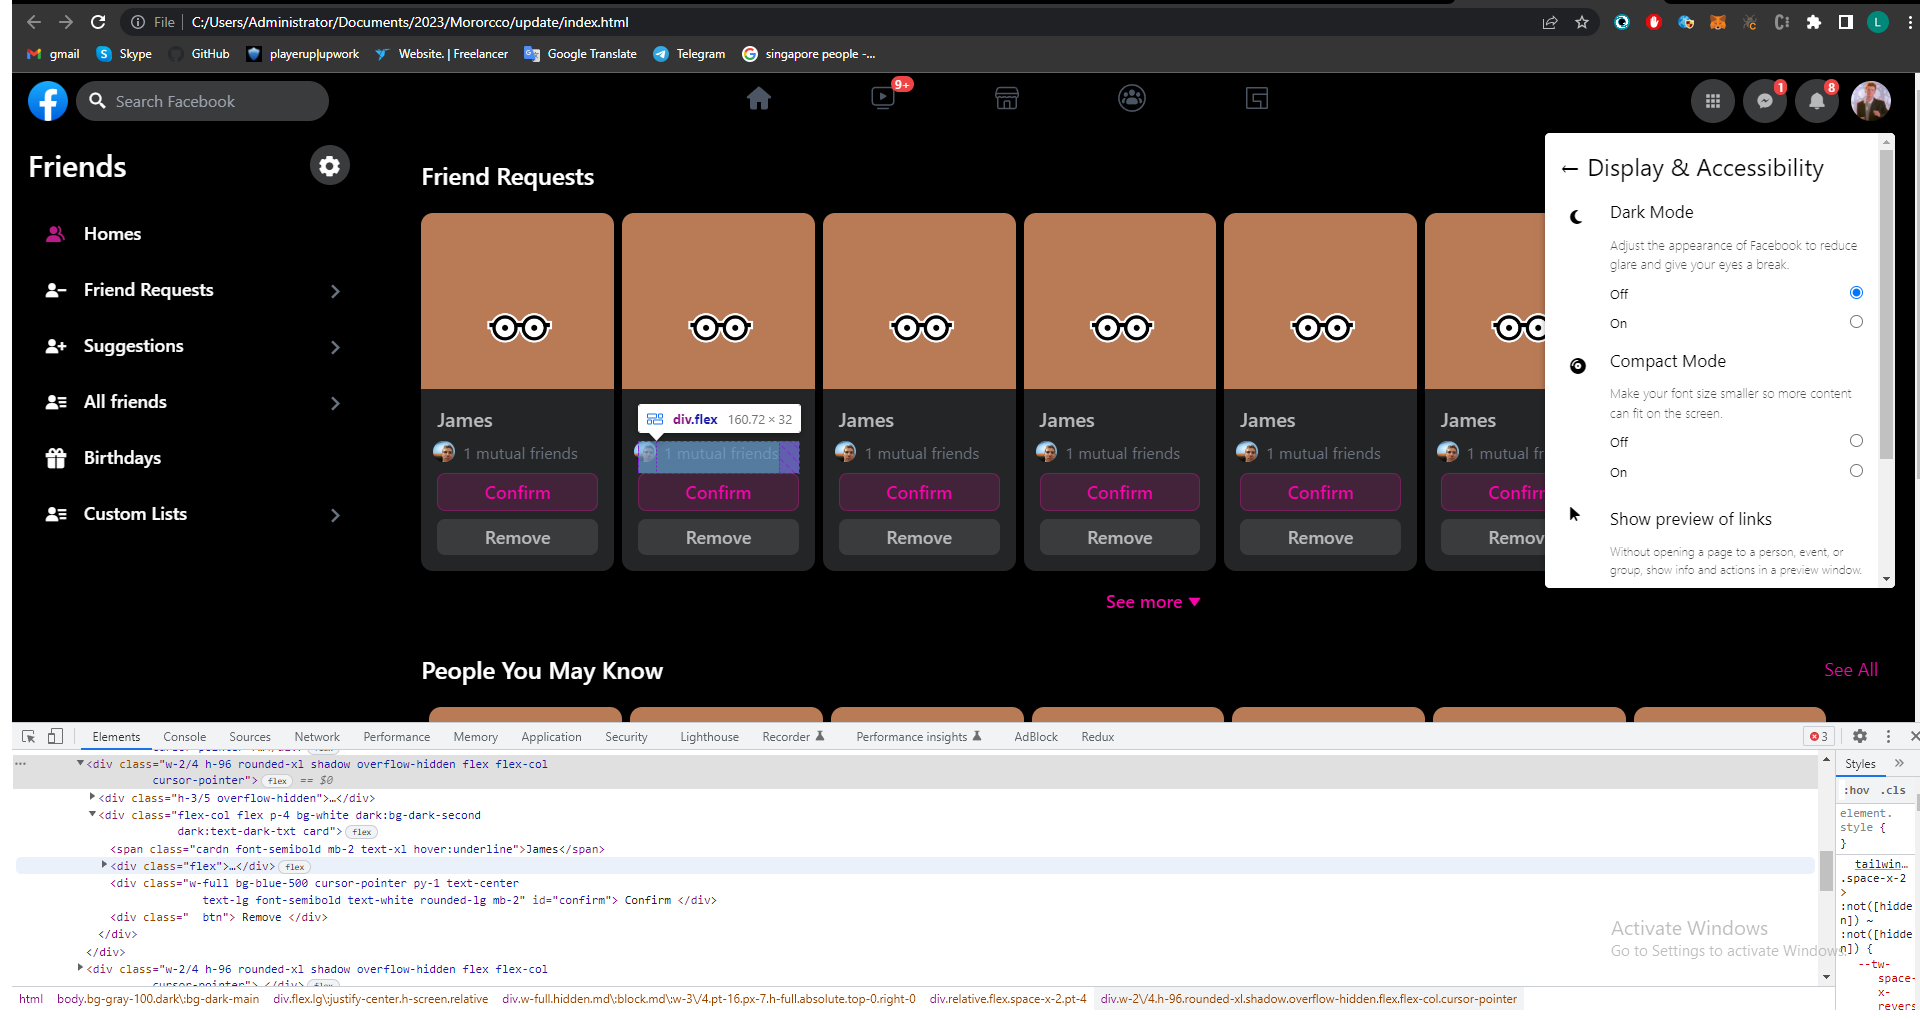 File C:/Users/Administrator/Documents/2023/Mororcco/update/index.html
L
gmail Skype GitHub playerup|upwork Website. | Freelancer Google Translate Telegram singapore people -...
Search Facebook
9+
1
8
Friends
Homes
Friend Requests
Suggestions
All friends
Birthdays
Custom Lists
Friend Requests
James James James James James
div.flex 160.72 × 32
1 mutual friends 1 mutual friends 1 mutual friends 1 mutual friends 1 mutual friends 1 mutual fr
Confirm Confirm Confirm Confirm Confirm Confir
Remove Remove Remove Remove Remove Remov
See more
People You May Know
See All
← Display & Accessibility
Dark Mode
Adjust the appearance of Facebook to reduce
glare and give your eyes a break.
Off
On
Compact Mode
Make your font size smaller so more content
can fit on the screen.
Off
On
Show preview of links
Without opening a page to a person, event, or
group, show info and actions in a preview window.
Elements Console Sources Network Performance Memory Application Security Lighthouse Recorder Performance insights AdBlock Redux 3
<div class="w-2/4 h-96 rounded-xl shadow overflow-hidden flex flex-col
cursor-pointer"> flex == $0
<div class="h-3/5 overflow-hidden">…</div>
<div class="flex-col flex p-4 bg-white dark:bg-dark-second
dark:text-dark-txt card"> flex
<span class="cardn font-semibold mb-2 text-xl hover:underline">James</span>
<div class="flex">…</div> flex
<div class="w-full bg-blue-500 cursor-pointer py-1 text-center
text-lg font-semibold text-white rounded-lg mb-2" id="confirm"> Confirm </div>
<div class="  btn"> Remove </div>
</div>
</div>
<div class="w-2/4 h-96 rounded-xl shadow overflow-hidden flex flex-col
cursor-pointer">…</div> flex
Styles »
:hov .cls
element.
style {
}
tailwin…
.space-x-2
>
:not([hidde
n]) ~
:not([hidde
n]) {
--tw-
space-
x-
revers
Activate Windows
Go to Settings to activate Windows.
html body.bg-gray-100.dark\:bg-dark-main div.flex.lg\:justify-center.h-screen.relative div.w-full.hidden.md\:block.md\:w-3\/4.pt-16.px-7.h-full.absolute.top-0.right-0 div.relative.flex.space-x-2.pt-4 div.w-2\/4.h-96.rounded-xl.shadow.overflow-hidden.flex.flex-col.cursor-pointer